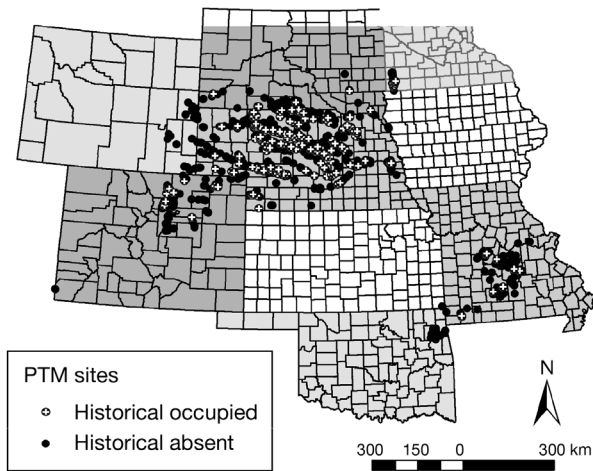 PTM sites
Historical occupied
Historical absent
N
300 150 0 300 km